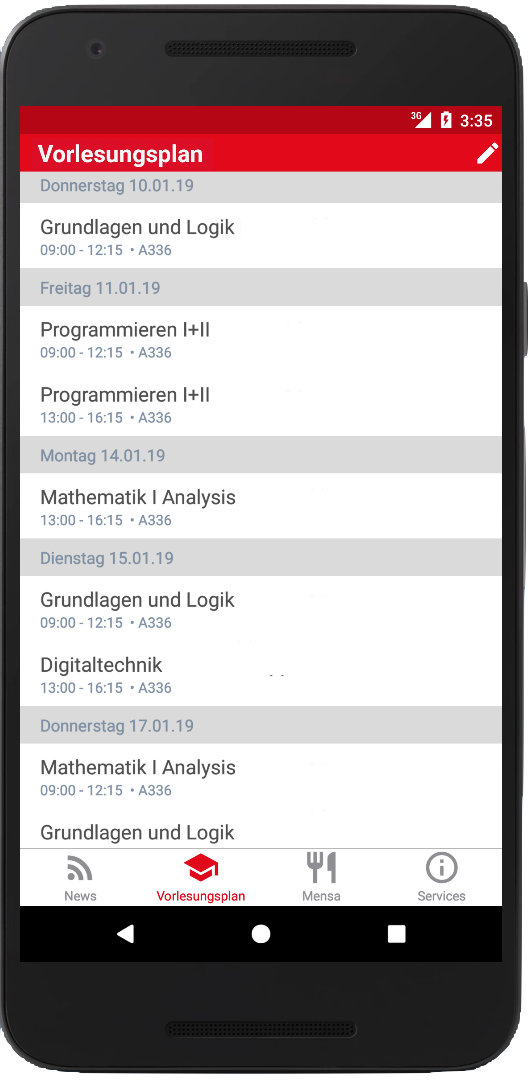 3G 3:35
Vorlesungsplan
Donnerstag 10.01.19
Grundlagen und Logik
09:00 - 12:15 • A336
Freitag 11.01.19
Programmieren I+II
09:00 - 12:15 • A336
Programmieren I+II
13:00 - 16:15 • A336
Montag 14.01.19
Mathematik I Analysis
13:00 - 16:15 • A336
Dienstag 15.01.19
Grundlagen und Logik
09:00 - 12:15 • A336
Digitaltechnik
13:00 - 16:15 • A336
Donnerstag 17.01.19
Mathematik I Analysis
09:00 - 12:15 • A336
Grundlagen und Logik
News Vorlesungsplan Mensa Services